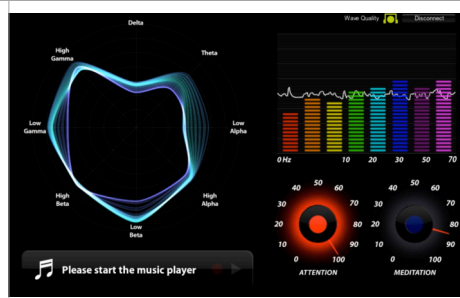 Delta
Theta
Low
Alpha
High
Alpha
Low
Beta
High
Beta
Low
Gamma
High
Gamma
Please start the music player
Wave Quality Disconnect
0 Hz 10 20 30 50 70
0 10 20 30 40 50 60 70 80 90 100
ATTENTION
0 10 20 30 40 50 60 70 80 90 100
MEDITATION